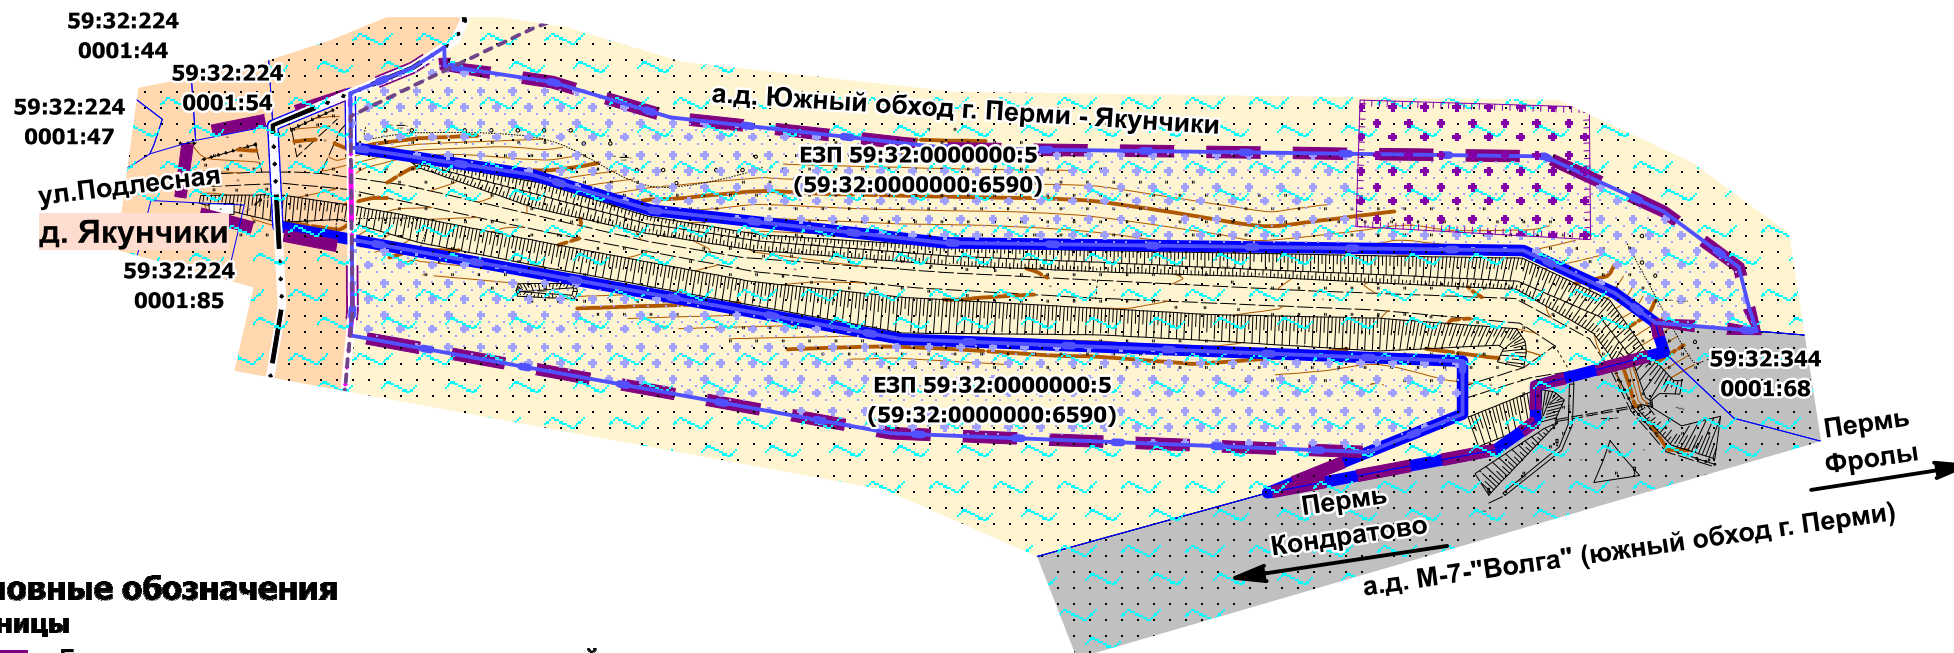 59:32:224
0001:44
59:32:224
0001:54
59:32:224
0001:47
а.д. Южный обход г. Перми - Якунчики
ЕЗП 59:32:0000000:5
(59:32:0000000:6590)
ул.Подлесная
д. Якунчики
59:32:224
0001:85
ЕЗП 59:32:0000000:5
(59:32:0000000:6590)
59:32:344
0001:68
Пермь
Фролы
Пермь
Кондратово
а.д. М-7-"Волга" (южный обход г. Перми)
ловные обозначения
ницы